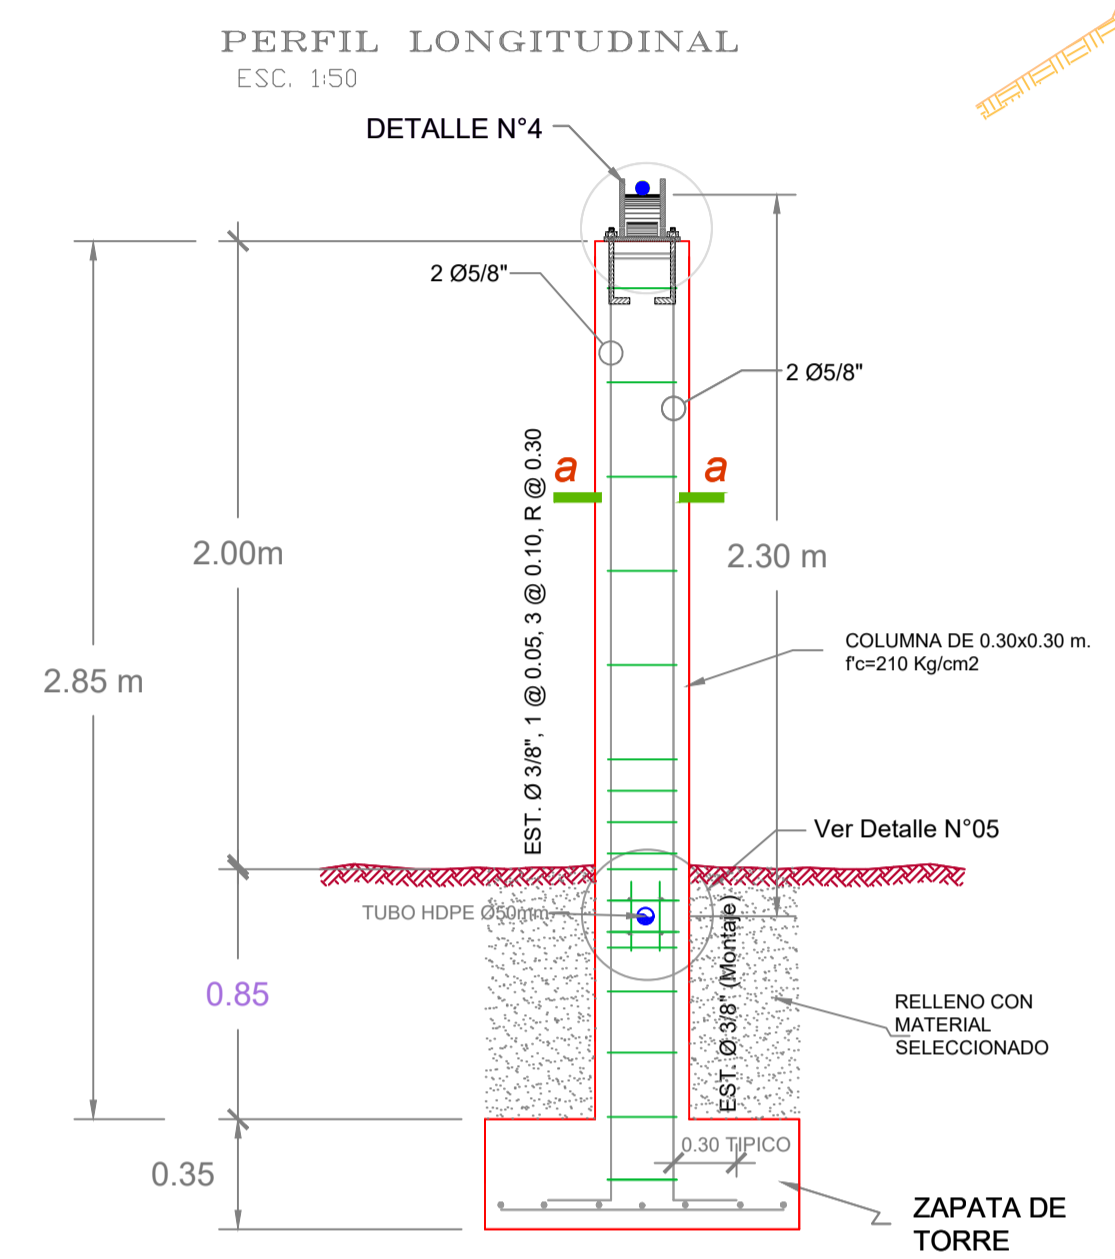 PERFIL LONGITUDINAL
ESC. 1:50
DETALLE N°4
2 Ø5/8"
2 Ø5/8"
a
a
EST. Ø 3/8", 1 @ 0.05, 3 @ 0.10, R @ 0.30
2.00m
2.30 m
COLUMNA DE 0.30x0.30 m.
f'c=210 Kg/cm2
2.85 m
Ver Detalle N°05
TUBO HDPE Ø50mm
EST. Ø 3/8" (Montaje)
0.85
RELLENO CON
MATERIAL
SELECCIONADO
0.30 TIPICO
0.35
ZAPATA DE
TORRE